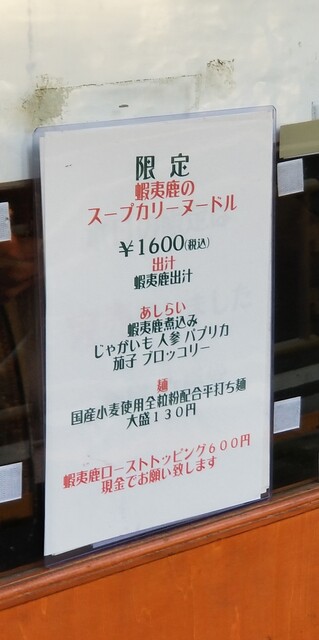 限定
蝦夷鹿の
スープカリーヌードル
￥1600(税込)
出汁
蝦夷鹿出汁
あしらい
蝦夷鹿煮込み
じゃがいも 人参 パプリカ
茄子 ブロッコリー
麺
国産小麦使用全粒粉配合平打ち麺
大盛１３０円
蝦夷鹿ローストトッピング６００円
現金でお願い致します